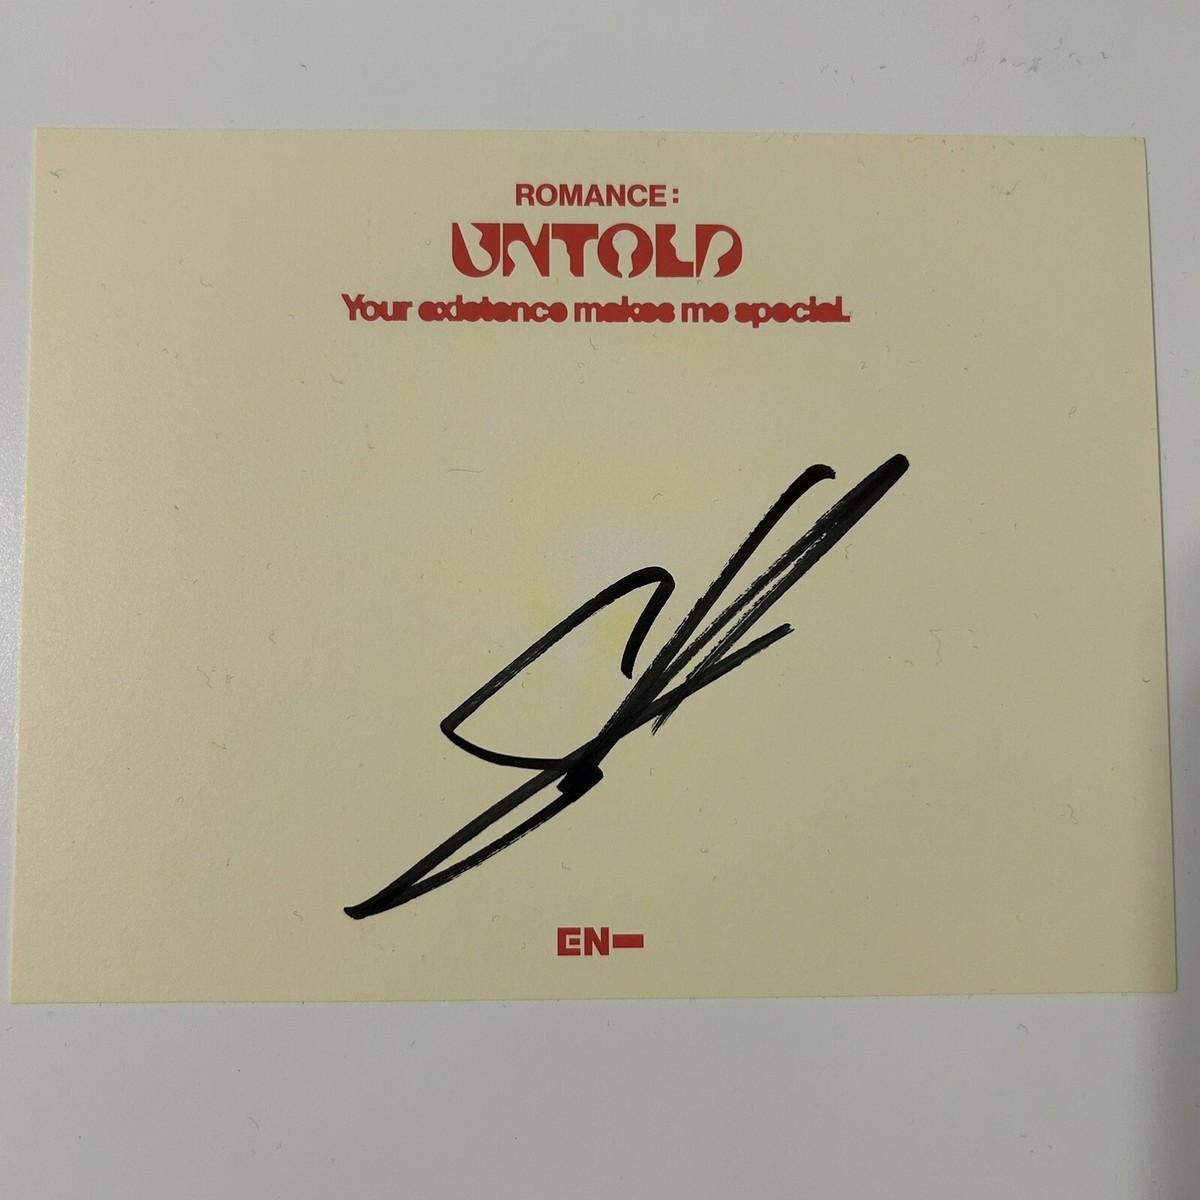 ROMANCE:
UNTOLD
Your existence makes me special.
EN-